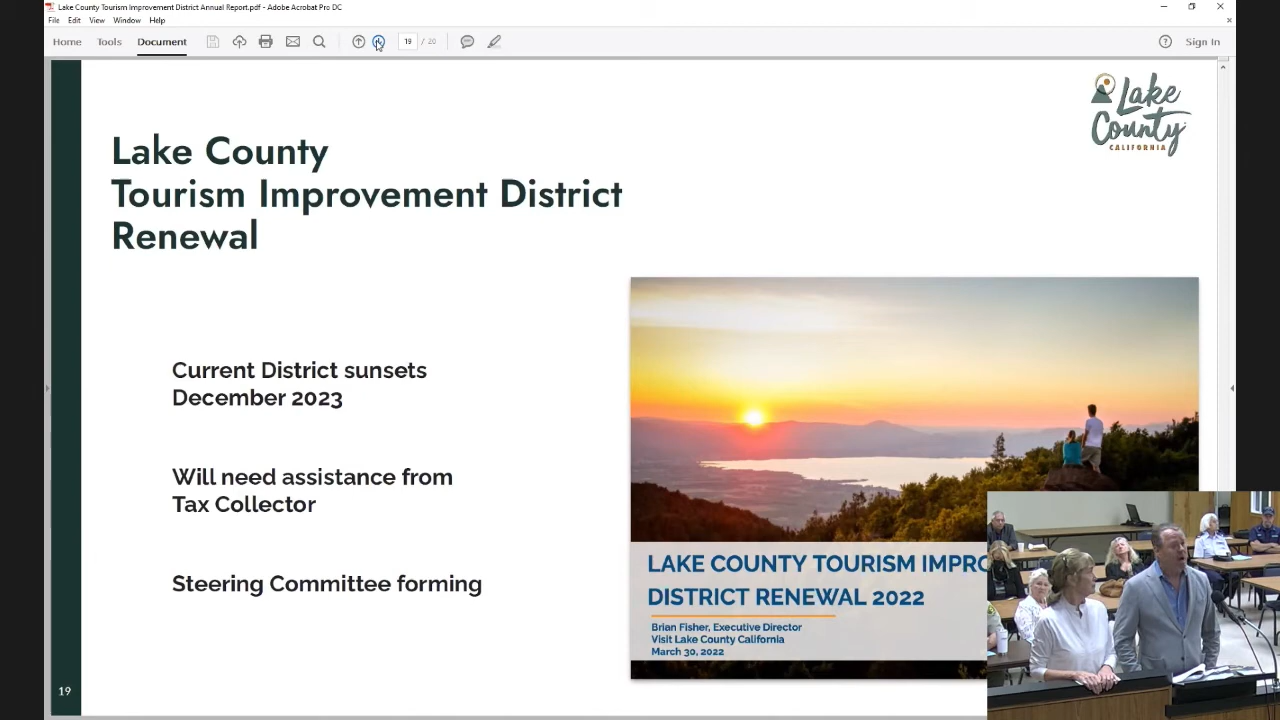 Lake County Tourism Improvement District Annual Report.pdf - Adobe Acrobat Pro DC
File Edit View Window Help
Home Tools Document 19 / 20 Sign In
Lake
County
CALIFORNIA
Lake County
Tourism Improvement District
Renewal
Current District sunsets
December 2023
Will need assistance from
Tax Collector
Steering Committee forming
LAKE COUNTY TOURISM IMPRO
DISTRICT RENEWAL 2022
Brian Fisher, Executive Director
Visit Lake County California
March 30, 2022
19